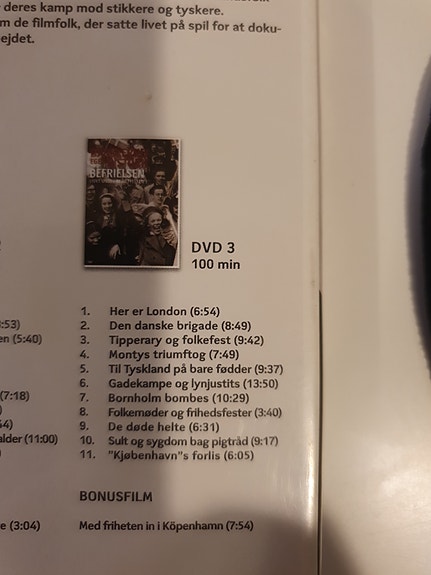 deres kamp mod stikkere og tyskere.
m de filmfolk, der satte livet på spil for at doku-
ejdet.
BEFRIELSEN
DVD 3
100 min
1. Her er London (6:54)
:53) 2. Den danske brigade (8:49)
en (5:40) 3. Tipperary og folkefest (9:42)
4. Montys triumftog (7:49)
5. Til Tyskland på bare fødder (9:37)
6. Gadekampe og lynjustits (13:50)
(7:18) 7. Bornholm bombes (10:29)
) 8. Folkemøder og frihedsfester (3:40)
54) 9. De døde helte (6:31)
alder (11:00) 10. Sult og sygdom bag pigtråd (9:17)
) 11. "Kjøbenhavn"s forlis (6:05)
BONUSFILM
e (3:04) Med friheten in i Köpenhamn (7:54)